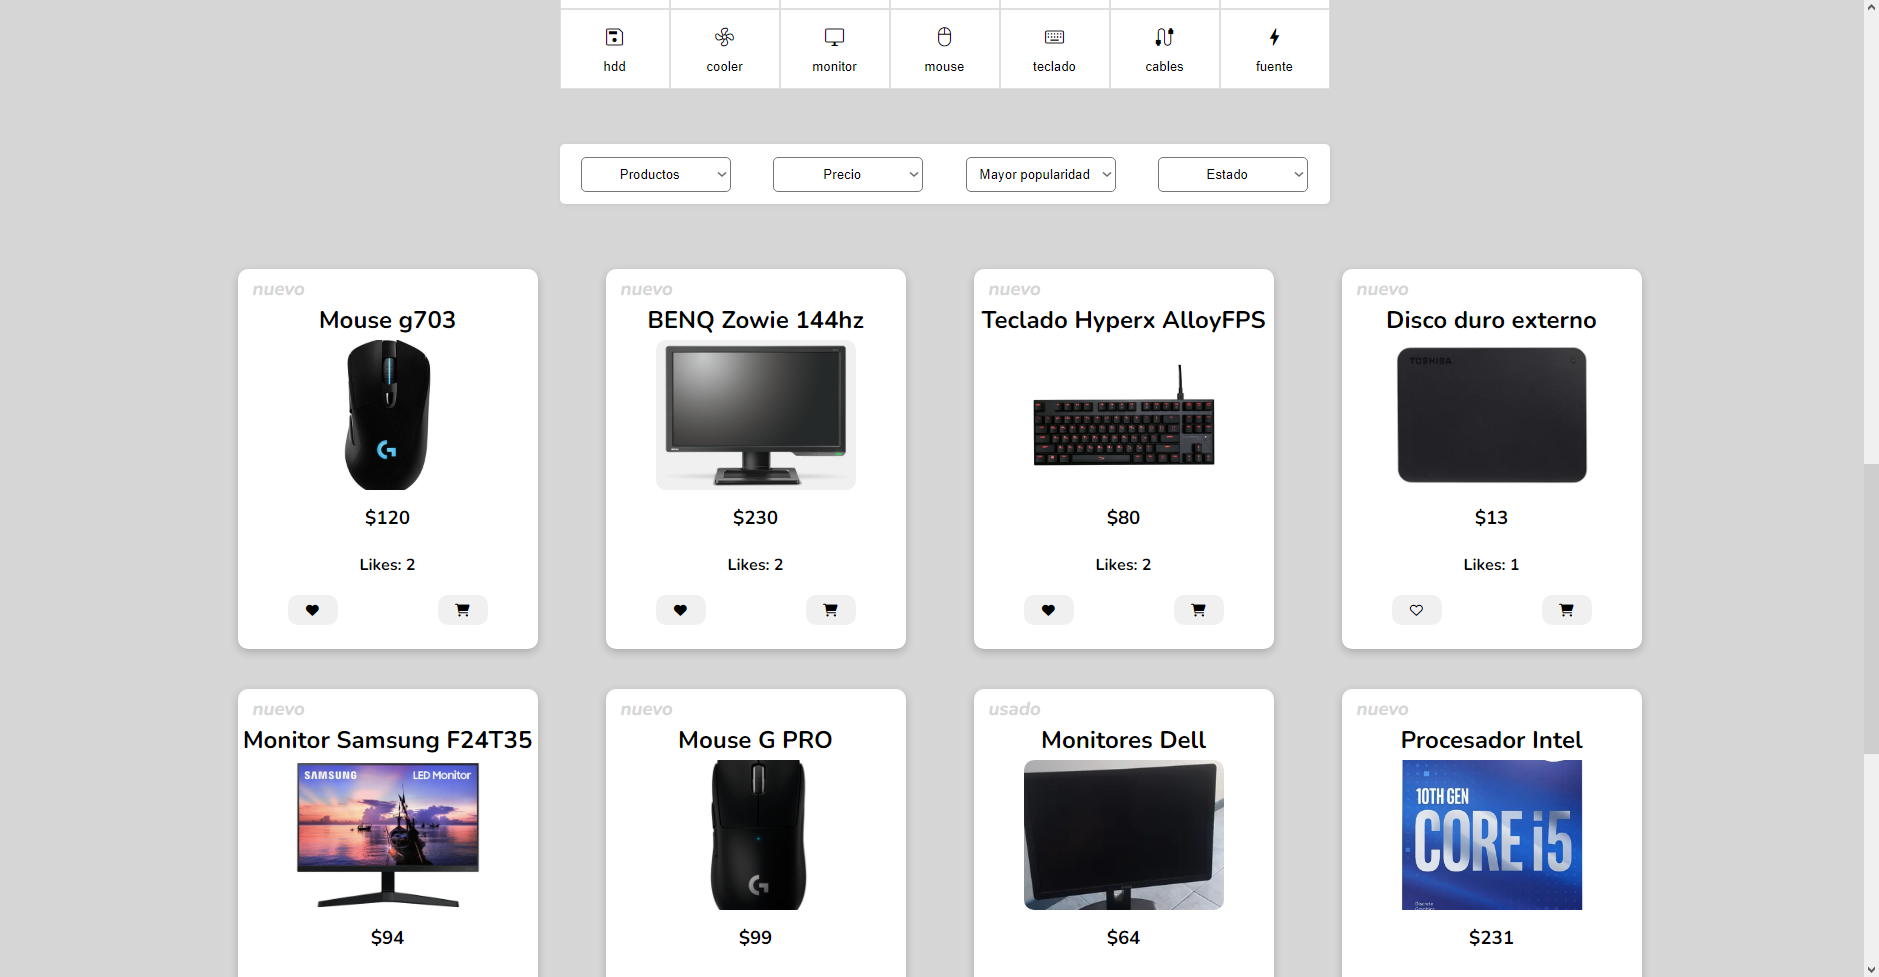 hdd cooler monitor mouse teclado cables fuente
Productos Precio Mayor popularidad Estado
nuevo nuevo nuevo nuevo
Mouse g703 BENQ Zowie 144hz Teclado Hyperx AlloyFPS Disco duro externo
TOSHIBA
$120 $230 $80 $13
Likes: 2 Likes: 2 Likes: 2 Likes: 1
nuevo nuevo usado nuevo
Monitor Samsung F24T35 Mouse G PRO Monitores Dell Procesador Intel
SAMSUNG LED Monitor
10TH GEN
CORE i5
Discrete
Graphics
$94 $99 $64 $231